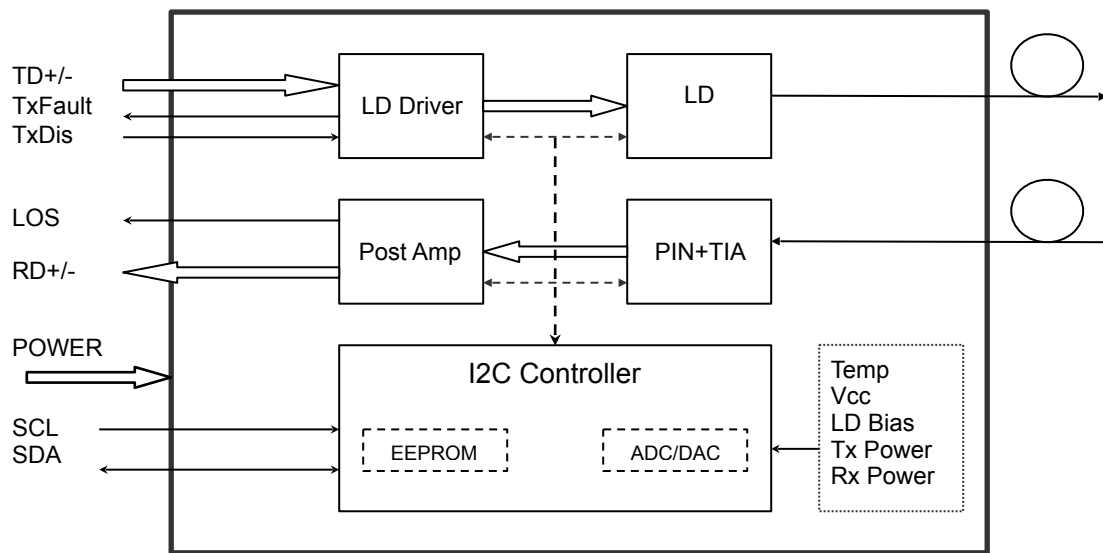 TD+/-
TxFault
TxDis
LD Driver
LD
LOS
RD+/-
Post Amp
PIN+TIA
POWER
SCL
SDA
I2C Controller
EEPROM
ADC/DAC
Temp
Vcc
LD Bias
Tx Power
Rx Power